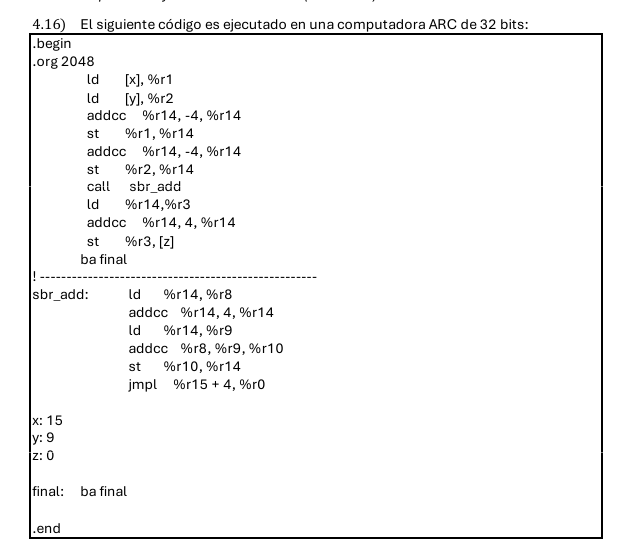 4.16) El siguiente código es ejecutado en una computadora ARC de 32 bits:
.begin
.org 2048
ld [x], %r1
ld [y], %r2
addcc %r14, -4, %r14
st %r1, %r14
addcc %r14, -4, %r14
st %r2, %r14
call sbr_add
ld %r14,%r3
addcc %r14, 4, %r14
st %r3, [z]
ba final
! ----------------------------------------------------
sbr_add: ld %r14, %r8
addcc %r14, 4, %r14
ld %r14, %r9
addcc %r8, %r9, %r10
st %r10, %r14
jmpl %r15 + 4, %r0
x: 15
y: 9
z: 0
final: ba final
.end